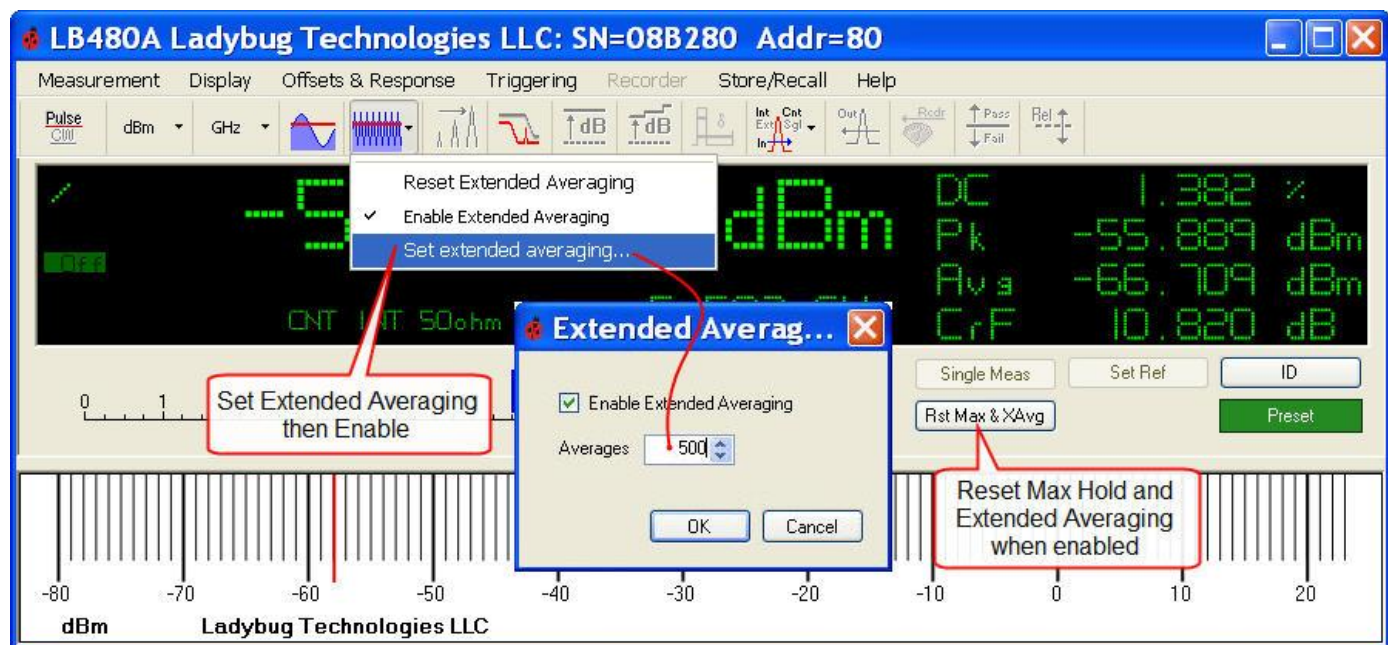 LB480A Ladybug Technologies LLC: SN=08B280 Addr=80
Measurement Display Offsets & Response Triggering Recorder Store/Recall Help
Pulse
CW
dBm
GHz
dB
dB
Int Cnt
Ext Sgl
In
Out
Rcdr
Pass
Fail
Rel
Reset Extended Averaging
Enable Extended Averaging
Set extended averaging...
dBm
Off
CNT INT 50ohm
DC 1.382 %
Pk -55.889 dBm
Avg -66.709 dBm
CrF 10.820 dB
Set Extended Averaging
then Enable
0 1
Extended Averag...
Enable Extended Averaging
Averages 500
OK Cancel
Single Meas Set Ref ID
Rst Max & XAvg Preset
Reset Max Hold and
Extended Averaging
when enabled
-80 -70 -60 -50 -40 -30 -20 -10 0 10 20
dBm Ladybug Technologies LLC